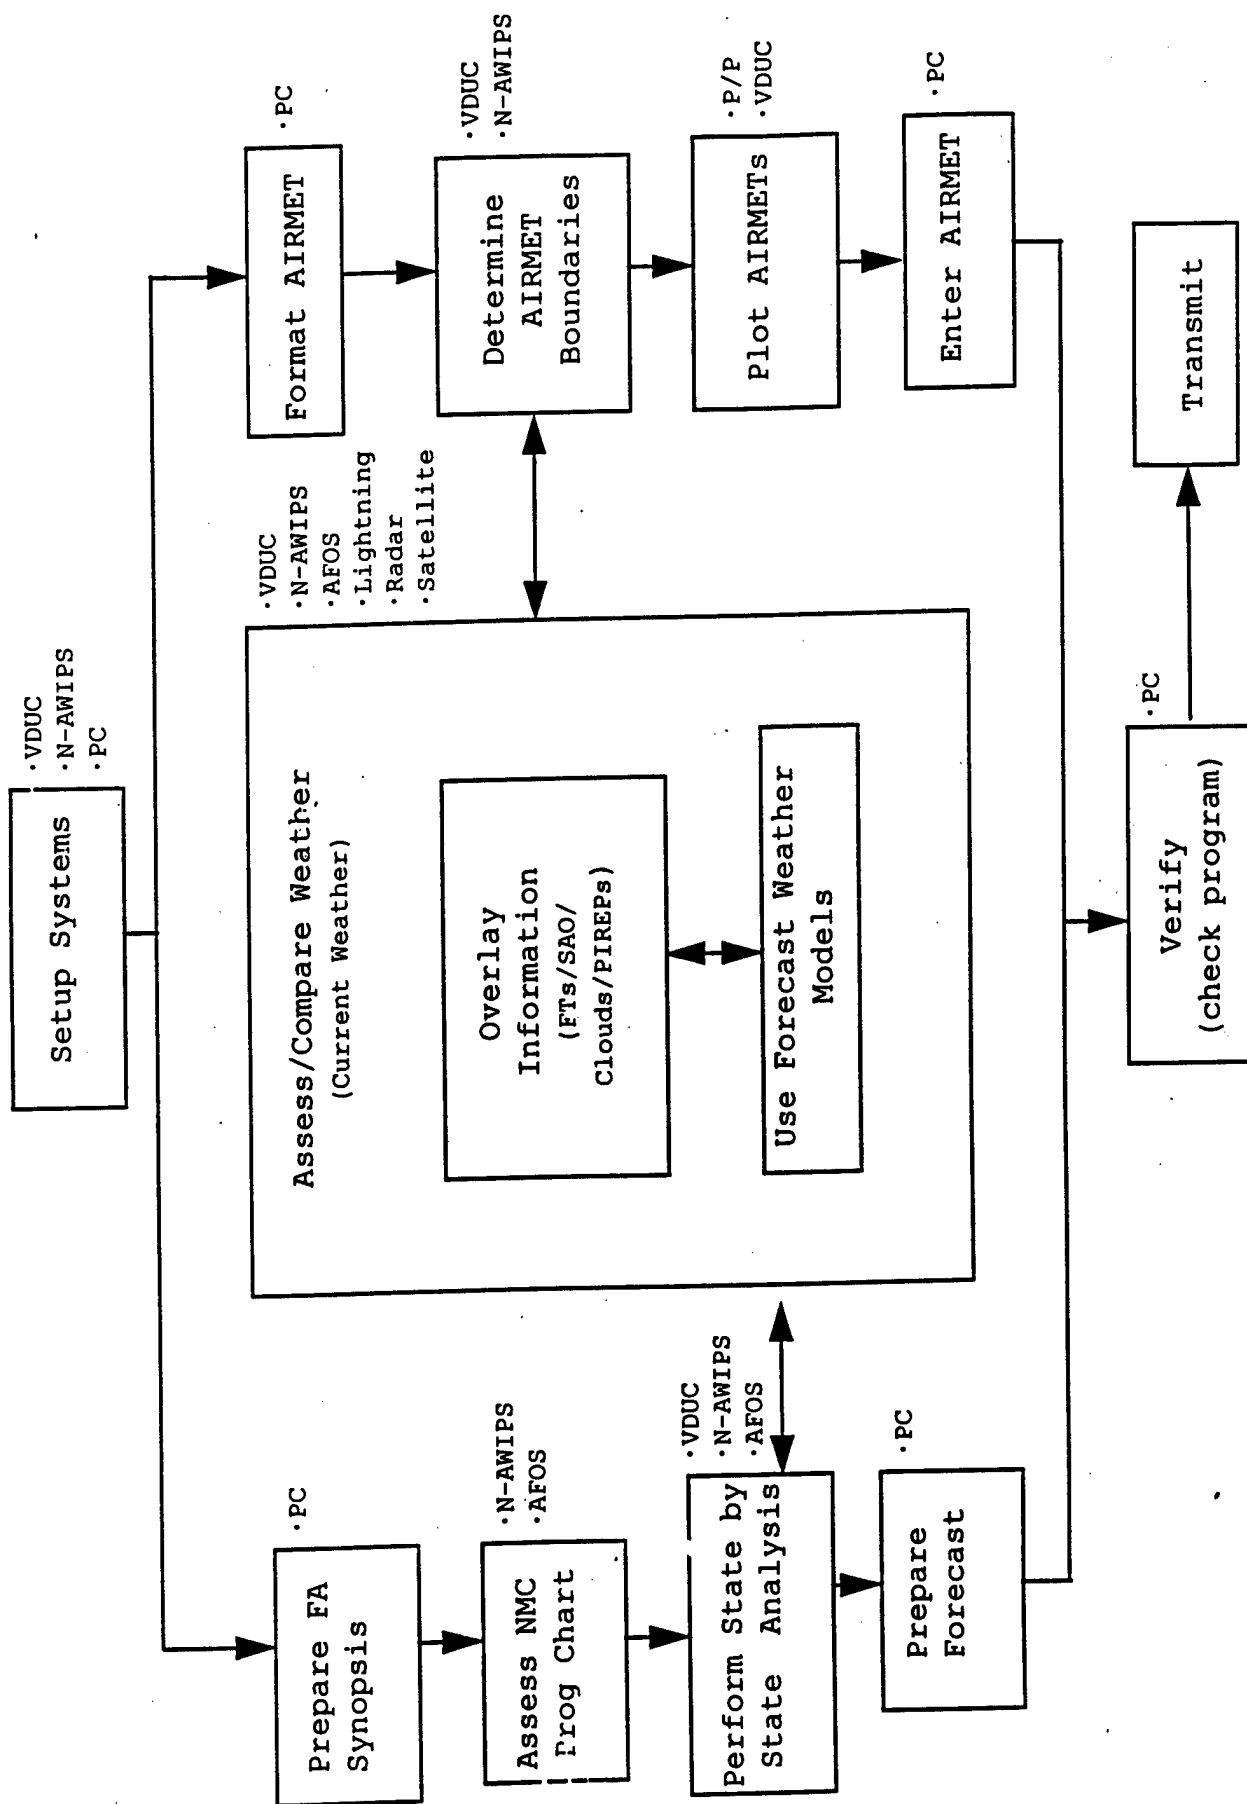 Setup Systems
·VDUC
·N-AWIPS
·PC
Prepare FA
Synopsis
·PC
Assess NMC
Prog Chart
·N-AWIPS
·AFOS
Perform State by
State Analysis
·VDUC
·N-AWIPS
·AFOS
Prepare
Forecast
·PC
Assess/Compare Weather
(Current Weather)
·VDUC
·N-AWIPS
·AFOS
·Lightning
·Radar
·Satellite
Overlay
Information
(FTs/SAO/
Clouds/PIREPs)
Use Forecast Weather
Models
Format AIRMET
·PC
Determine
AIRMET
Boundaries
·VDUC
·N-AWIPS
Plot AIRMETs
·P/P
·VDUC
Enter AIRMET
·PC
Verify
(check program)
·PC
Transmit